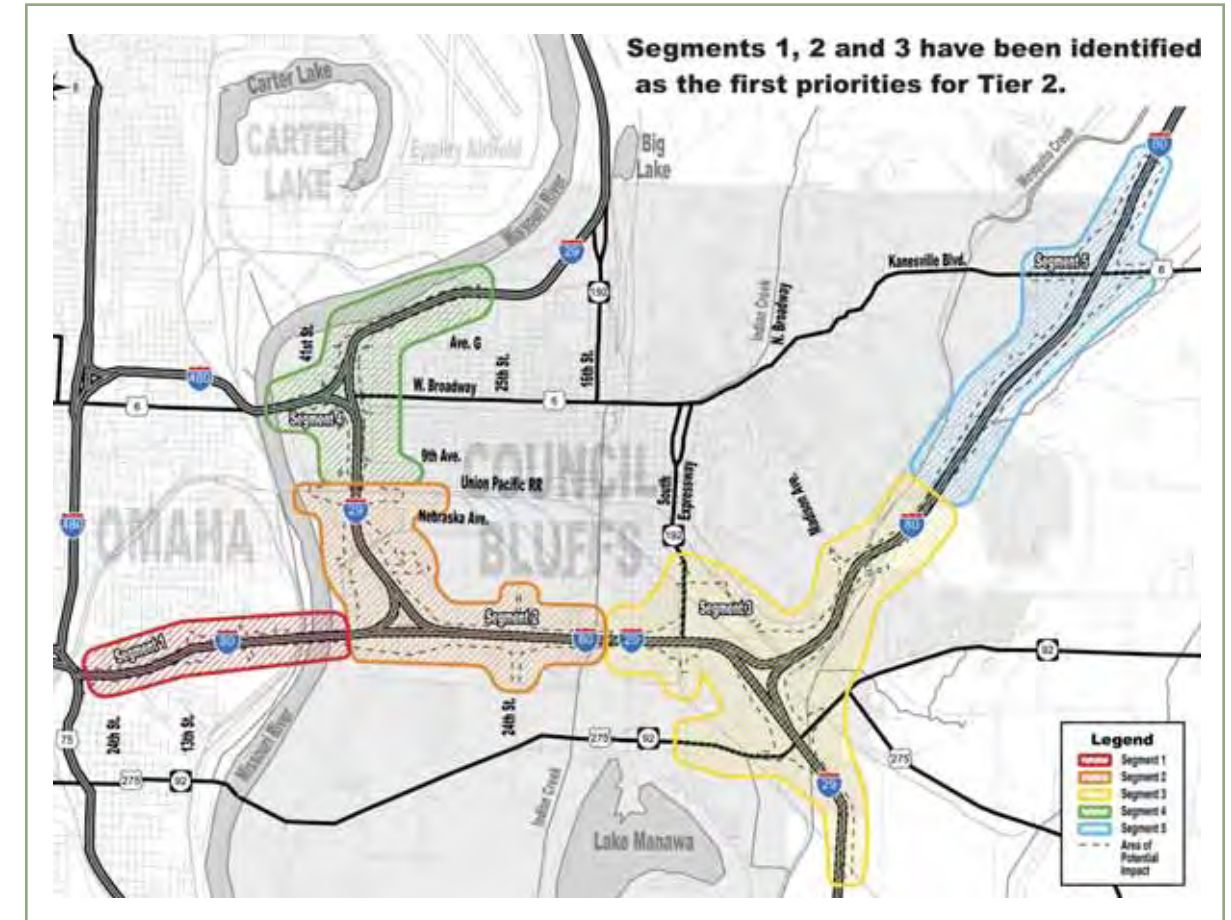 Segments 1, 2 and 3 have been identified
as the first priorities for Tier 2.
Carter Lake
CARTER
LAKE
Eppley Airfield
Missouri River
Big
Lake
Mosquito Creek
80
29
192
Kanesville Blvd.
Segment 5
6
Indian Creek
N. Broadway
41st St.
Ave. G
25th St.
16th St.
W. Broadway
480
6
6
Segment 4
9th Ave.
COUNCIL
BLUFFS
Union Pacific RR
Nebraska Ave.
South
Expressway
192
Madison Ave.
80
OMAHA
480
29
Segment 1
80
Segment 2
80
29
Segment 3
92
24th St.
13th St.
24th St.
75
275
92
Missouri River
275
92
275
29
Indian Creek
Lake Manawa
Legend
Segment 1
Segment 2
Segment 3
Segment 4
Segment 5
Area of
Potential
Impact